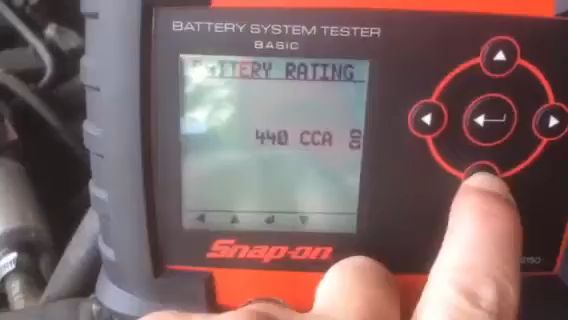 BATTERY SYSTEM TESTER
BASIC
BATTERY RATING
440 CCA
Snap-on